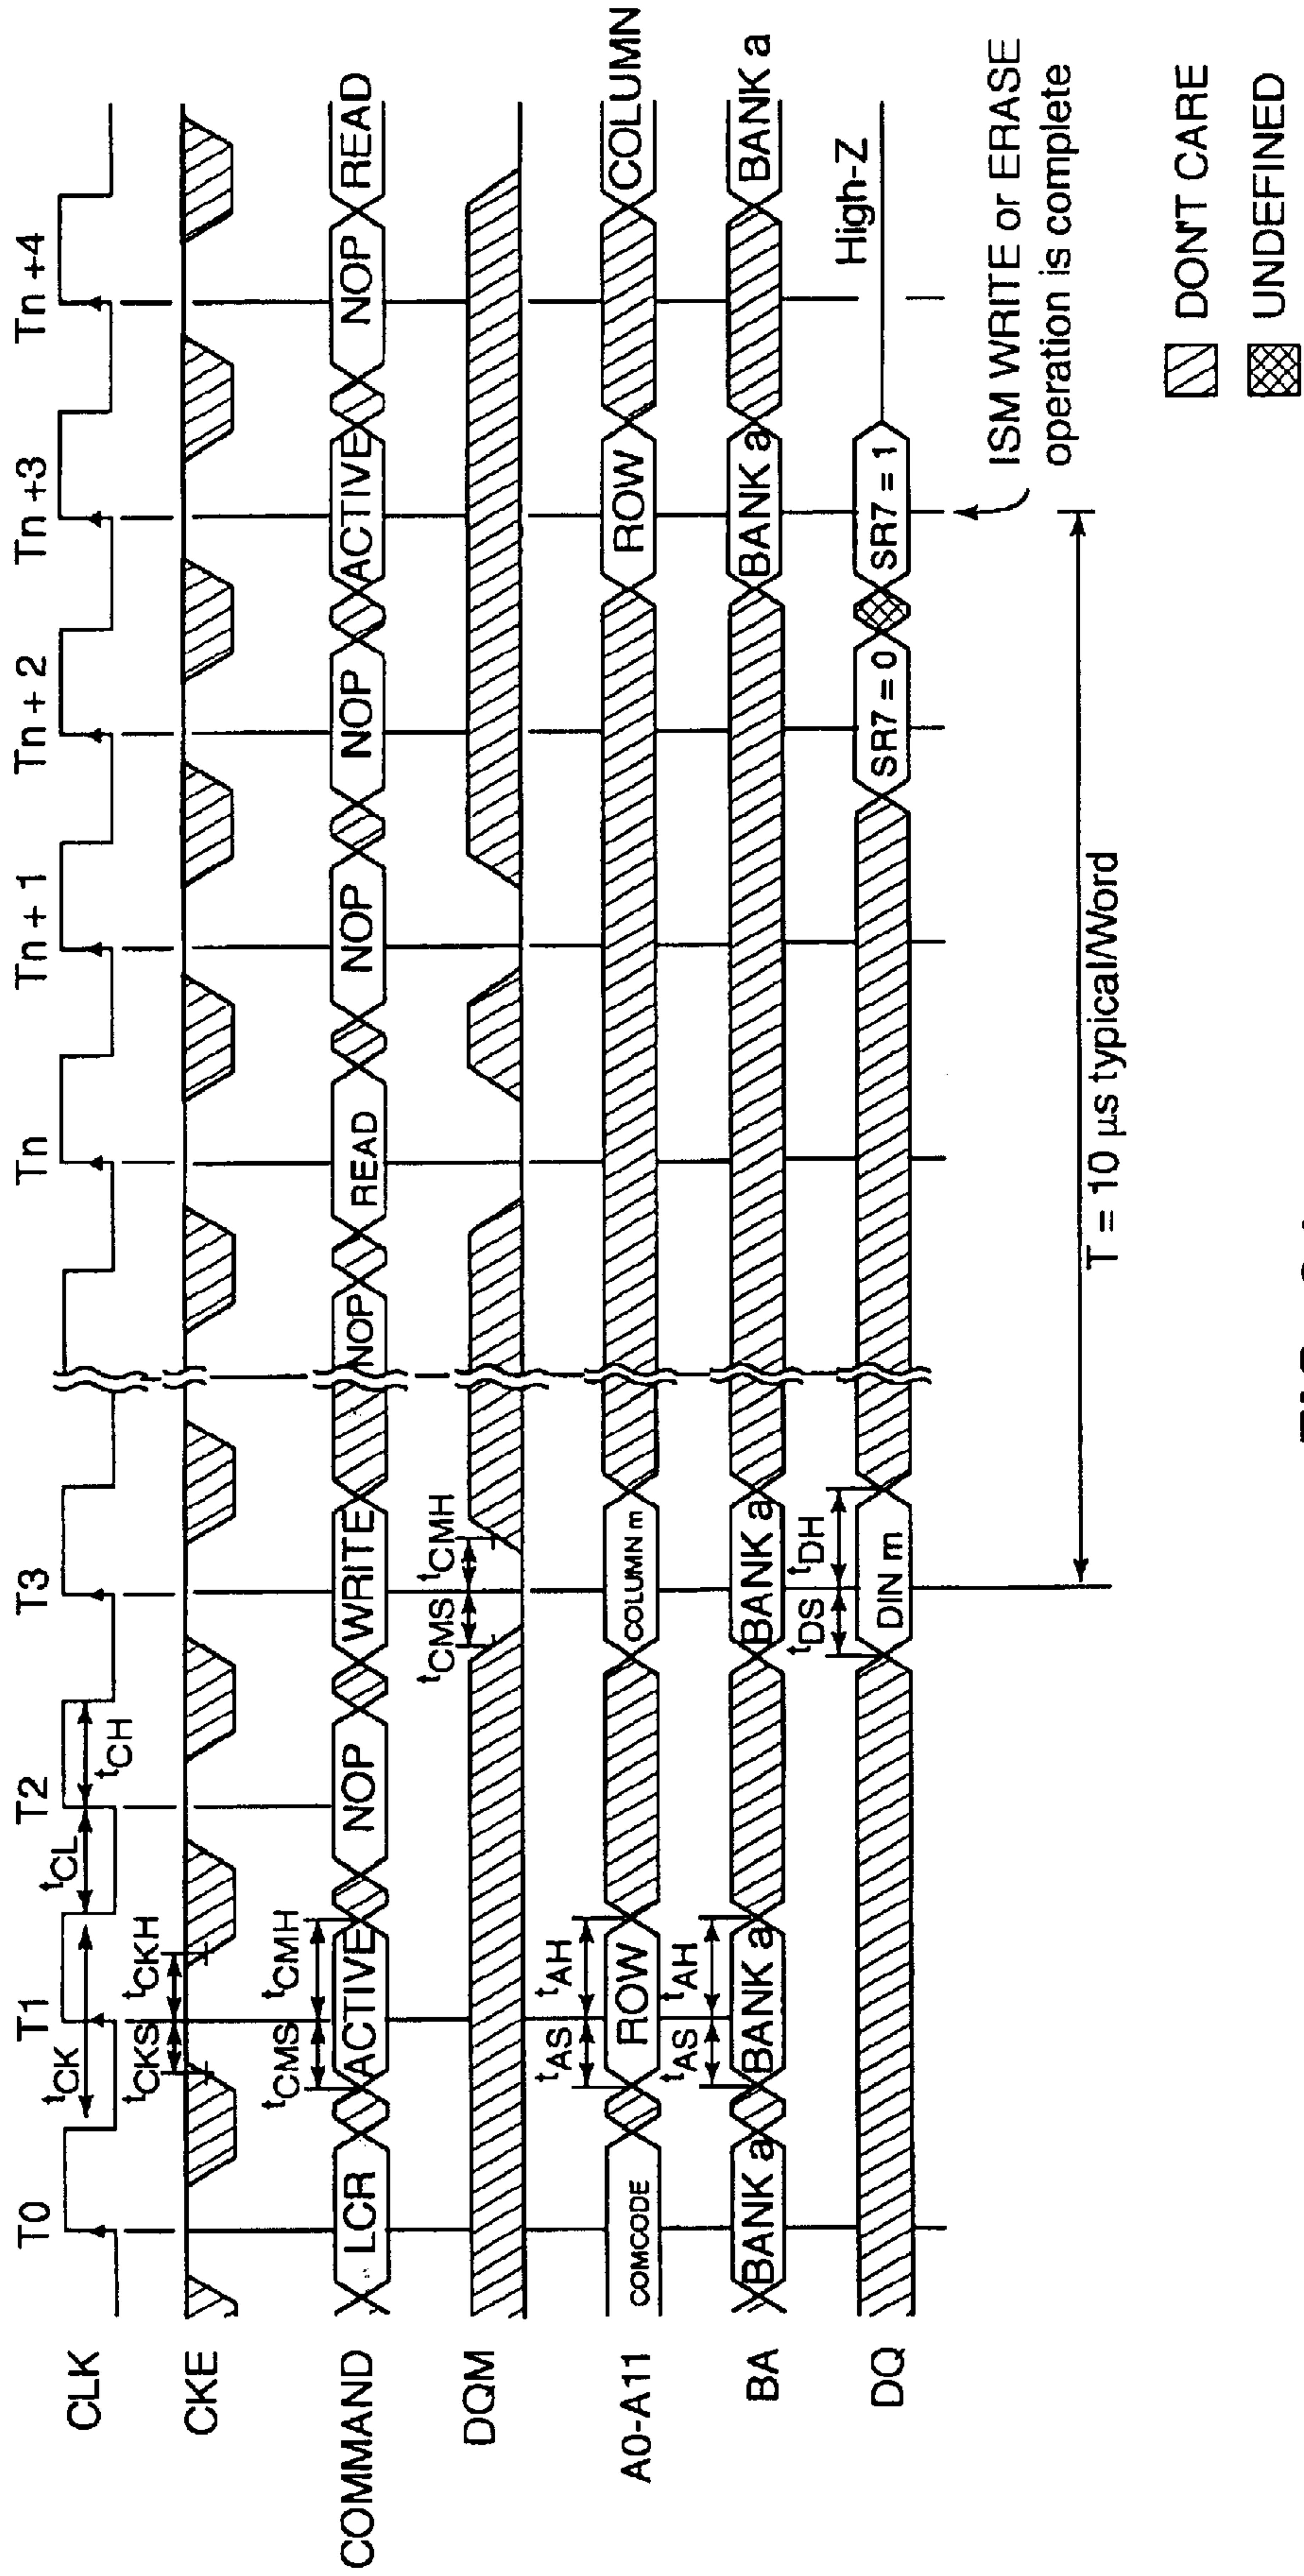 T0 T1 T2 T3 Tn Tn + 1 Tn + 2 Tn +3 Tn +4
CLK tCK tCL tCH
CKE tCKS tCKH
tCMS tCMH
COMMAND LCR ACTIVE NOP WRITE NOP READ NOP NOP ACTIVE NOP READ
DQM tCMS tCMH
tAS tAH
A0-A11 COMCODE ROW COLUMN m ROW COLUMN
tAS tAH
BA BANK a BANK a BANK a BANK a BANK a
tDS tDH High-Z
DQ DIN m SR7 = 0 SR7 = 1
ISM WRITE or ERASE
operation is complete
T = 10 µs typical/Word
DON'T CARE
UNDEFINED